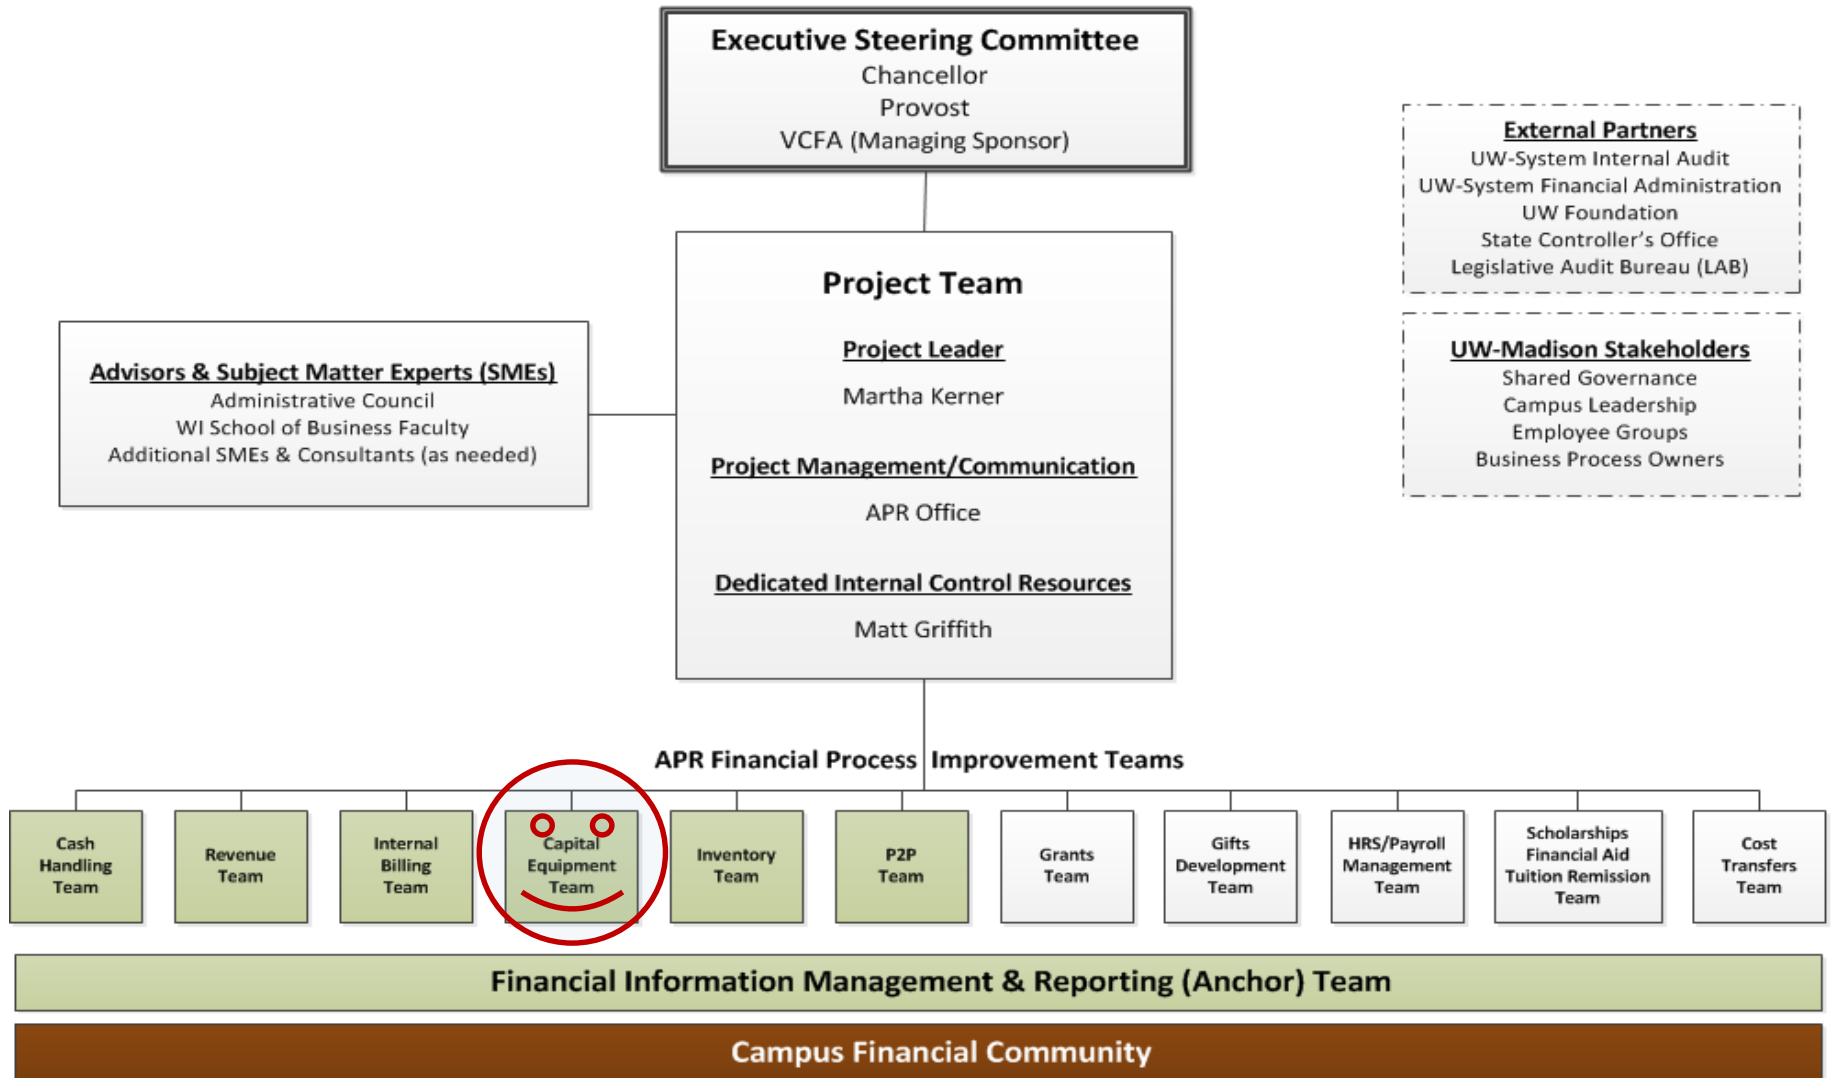 Executive Steering Committee
Chancellor
Provost
VCFA (Managing Sponsor)
External Partners
UW-System Internal Audit
UW-System Financial Administration
UW Foundation
State Controller’s Office
Legislative Audit Bureau (LAB)
Project Team
Project Leader
Martha Kerner
Project Management/Communication
APR Office
Dedicated Internal Control Resources
Matt Griffith
Advisors & Subject Matter Experts (SMEs)
Administrative Council
WI School of Business Faculty
Additional SMEs & Consultants (as needed)
UW-Madison Stakeholders
Shared Governance
Campus Leadership
Employee Groups
Business Process Owners
APR Financial Process Improvement Teams
Cash
Handling
Team
Revenue
Team
Internal
Billing
Team
Capital
Equipment
Team
Inventory
Team
P2P
Team
Grants
Team
Gifts
Development
Team
HRS/Payroll
Management
Team
Scholarships
Financial Aid
Tuition Remission
Team
Cost
Transfers
Team
Financial Information Management & Reporting (Anchor) Team
Campus Financial Community